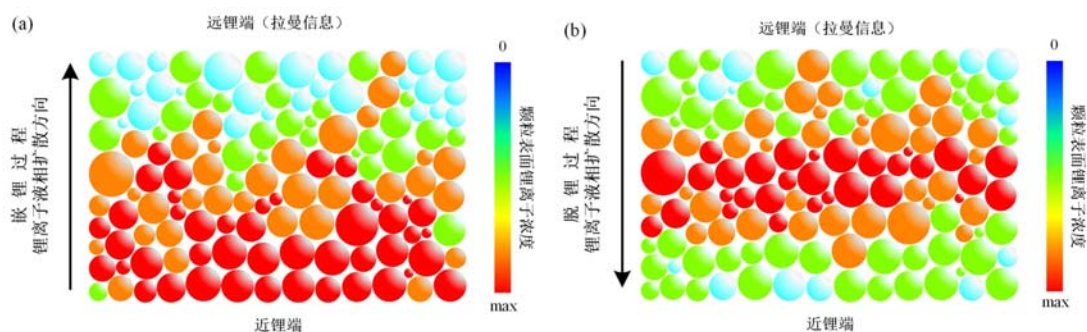 (a)
远锂端（拉曼信息）
嵌 锂 过 程
锂离子液相扩散方向
0
颗粒表面锂离子浓度
max
近锂端
(b)
远锂端（拉曼信息）
脱 锂 过 程
锂离子液相扩散方向
0
颗粒表面锂离子浓度
max
近锂端